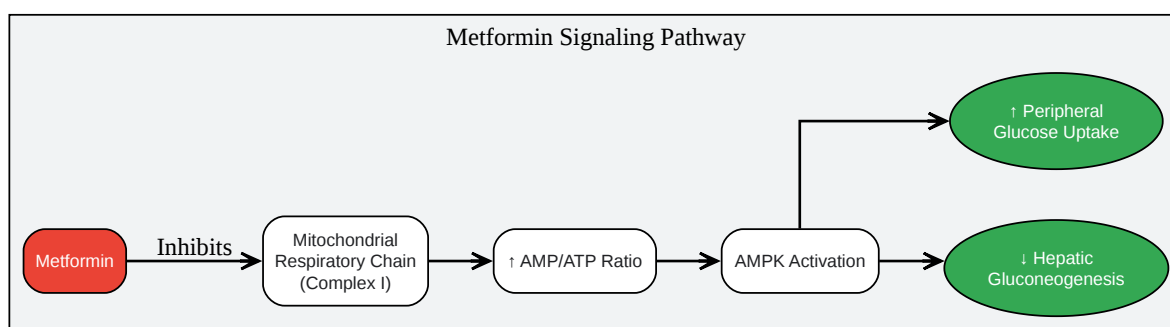 Metformin Signaling Pathway
↑ Peripheral
Glucose Uptake
Metformin
Inhibits
Mitochondrial
Respiratory Chain
(Complex I)
↑ AMP/ATP Ratio
AMPK Activation
↓ Hepatic
Gluconeogenesis